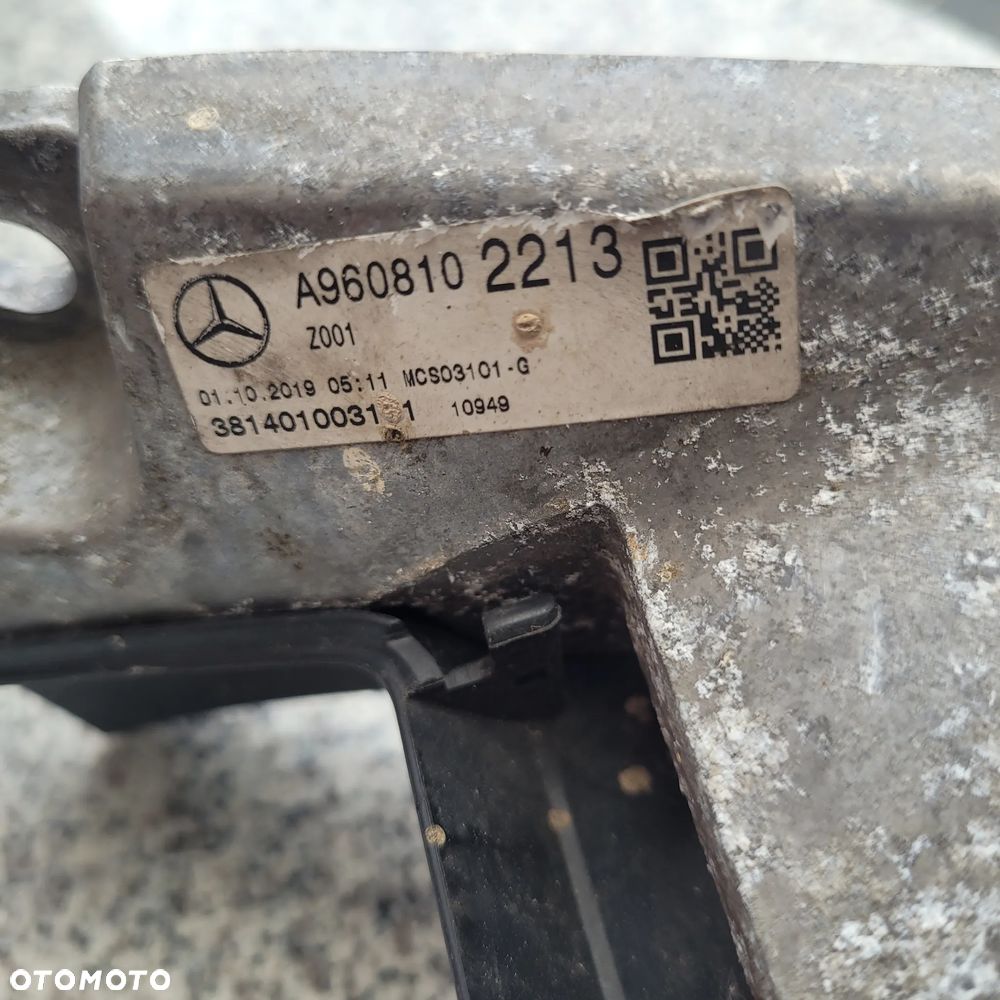 A960810 2213
Z001
01.10.2019 05:11 MCS03101-G
10949
OTOMOTO